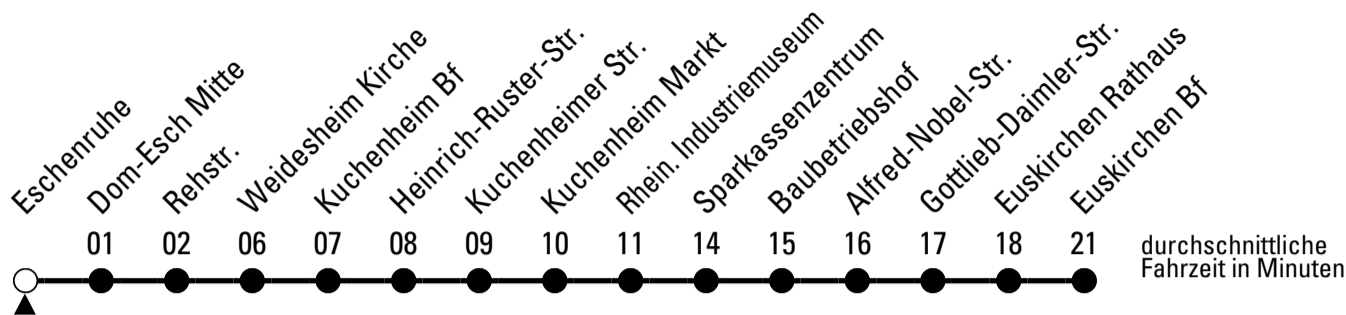 Eschenruhe
Dom-Esch Mitte
Rehstr.
Weidesheim Kirche
Kuchenheim Bf
Heinrich-Ruster-Str.
Kuchenheimer Str.
Kuchenheim Markt
Rhein. Industriemuseum
Sparkassenzentrum
Baubetriebshof
Alfred-Nobel-Str.
Gottlieb-Daimler-Str.
Euskirchen Rathaus
Euskirchen Bf
01 02 06 07 08 09 10 11 14 15 16 17 18 21
durchschnittliche
Fahrzeit in Minuten